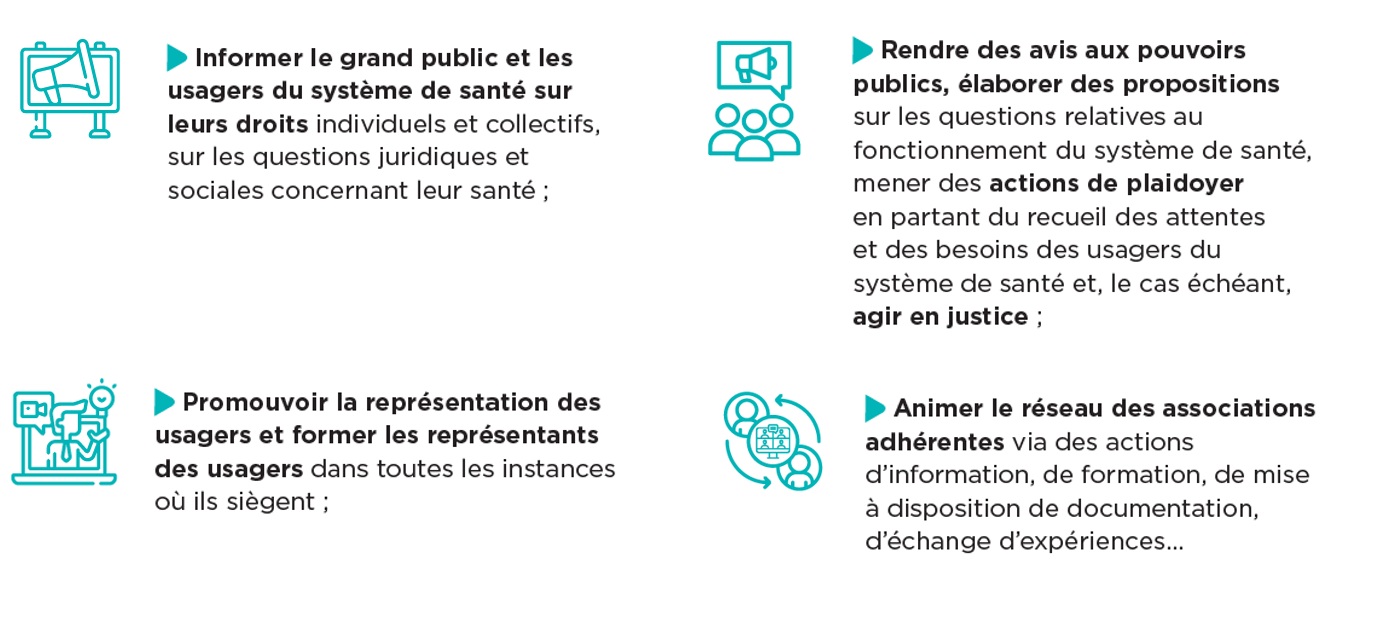 Informer le grand public et les
usagers du système de santé sur
leurs droits individuels et collectifs,
sur les questions juridiques et
sociales concernant leur santé ;
Rendre des avis aux pouvoirs
publics, élaborer des propositions
sur les questions relatives au
fonctionnement du système de santé,
mener des actions de plaidoyer
en partant du recueil des attentes
et des besoins des usagers du
système de santé et, le cas échéant,
agir en justice ;
Promouvoir la représentation des
usagers et former les représentants
des usagers dans toutes les instances
où ils siègent ;
Animer le réseau des associations
adhérentes via des actions
d’information, de formation, de mise
à disposition de documentation,
d’échange d’expériences...